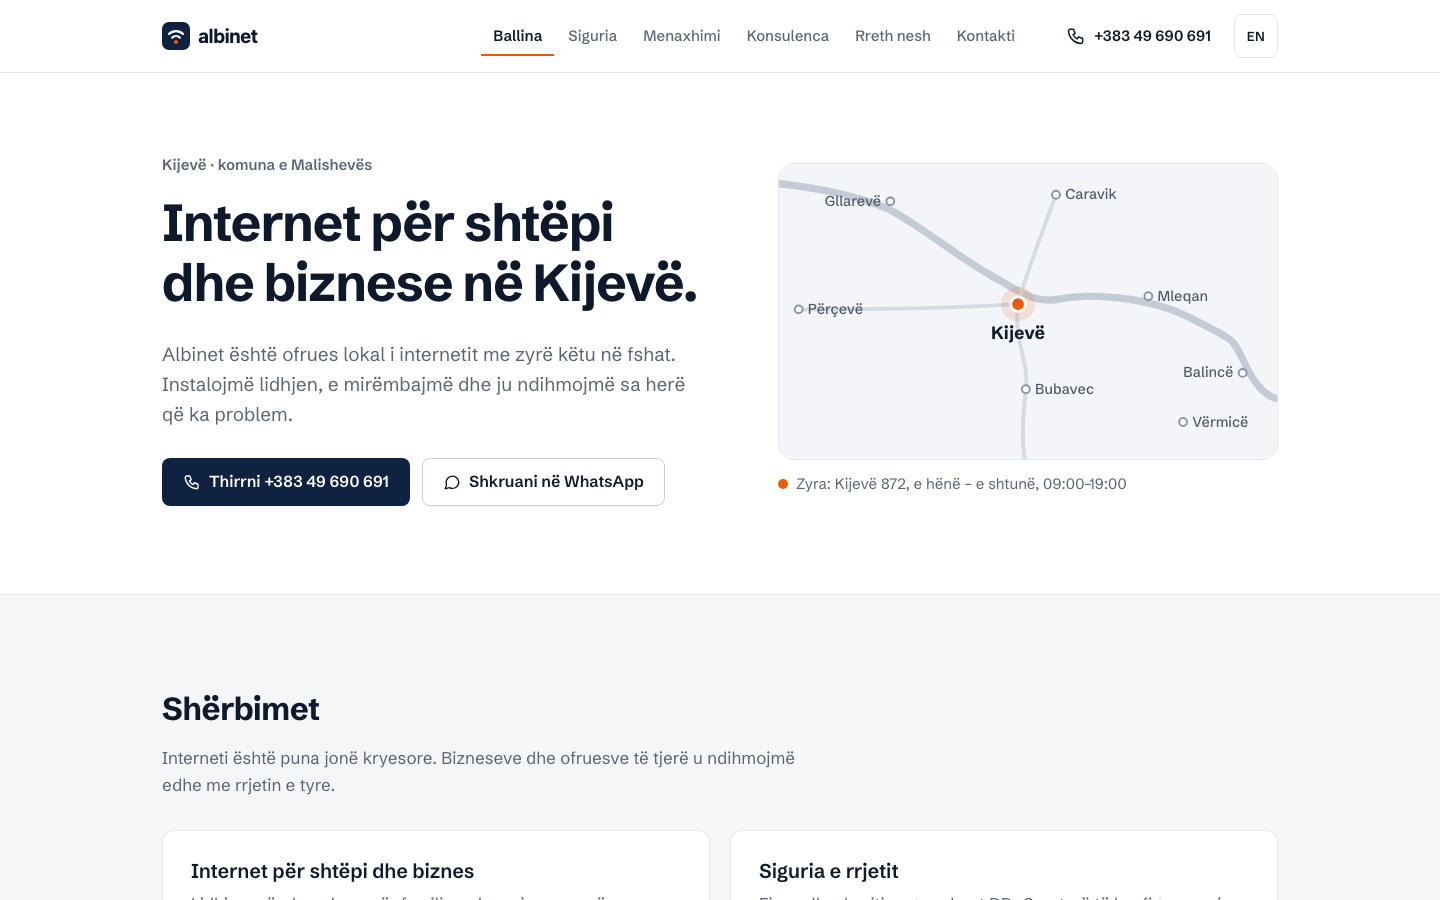 albinet
Ballina
Siguria
Menaxhimi
Konsulenca
Rreth nesh
Kontakti
+383 49 690 691
EN
Kijevë · komuna e Malishevës
Internet për shtëpi
dhe biznese në Kijevë.
Albinet është ofrues lokal i internetit me zyrë këtu në fshat.
Instalojmë lidhjen, e mirëmbajmë dhe ju ndihmojmë sa herë
që ka problem.
Thirrni +383 49 690 691
Shkruani në WhatsApp
Gllarevë
Caravik
Mleqan
Përçevë
Kijevë
Balincë
Bubavec
Vërmicë
Zyra: Kijevë 872, e hënë – e shtunë, 09:00–19:00
Shërbimet
Interneti është puna jonë kryesore. Bizneseve dhe ofruesve të tjerë u ndihmojmë
edhe me rrjetin e tyre.
Internet për shtëpi dhe biznes
Siguria e rrjetit